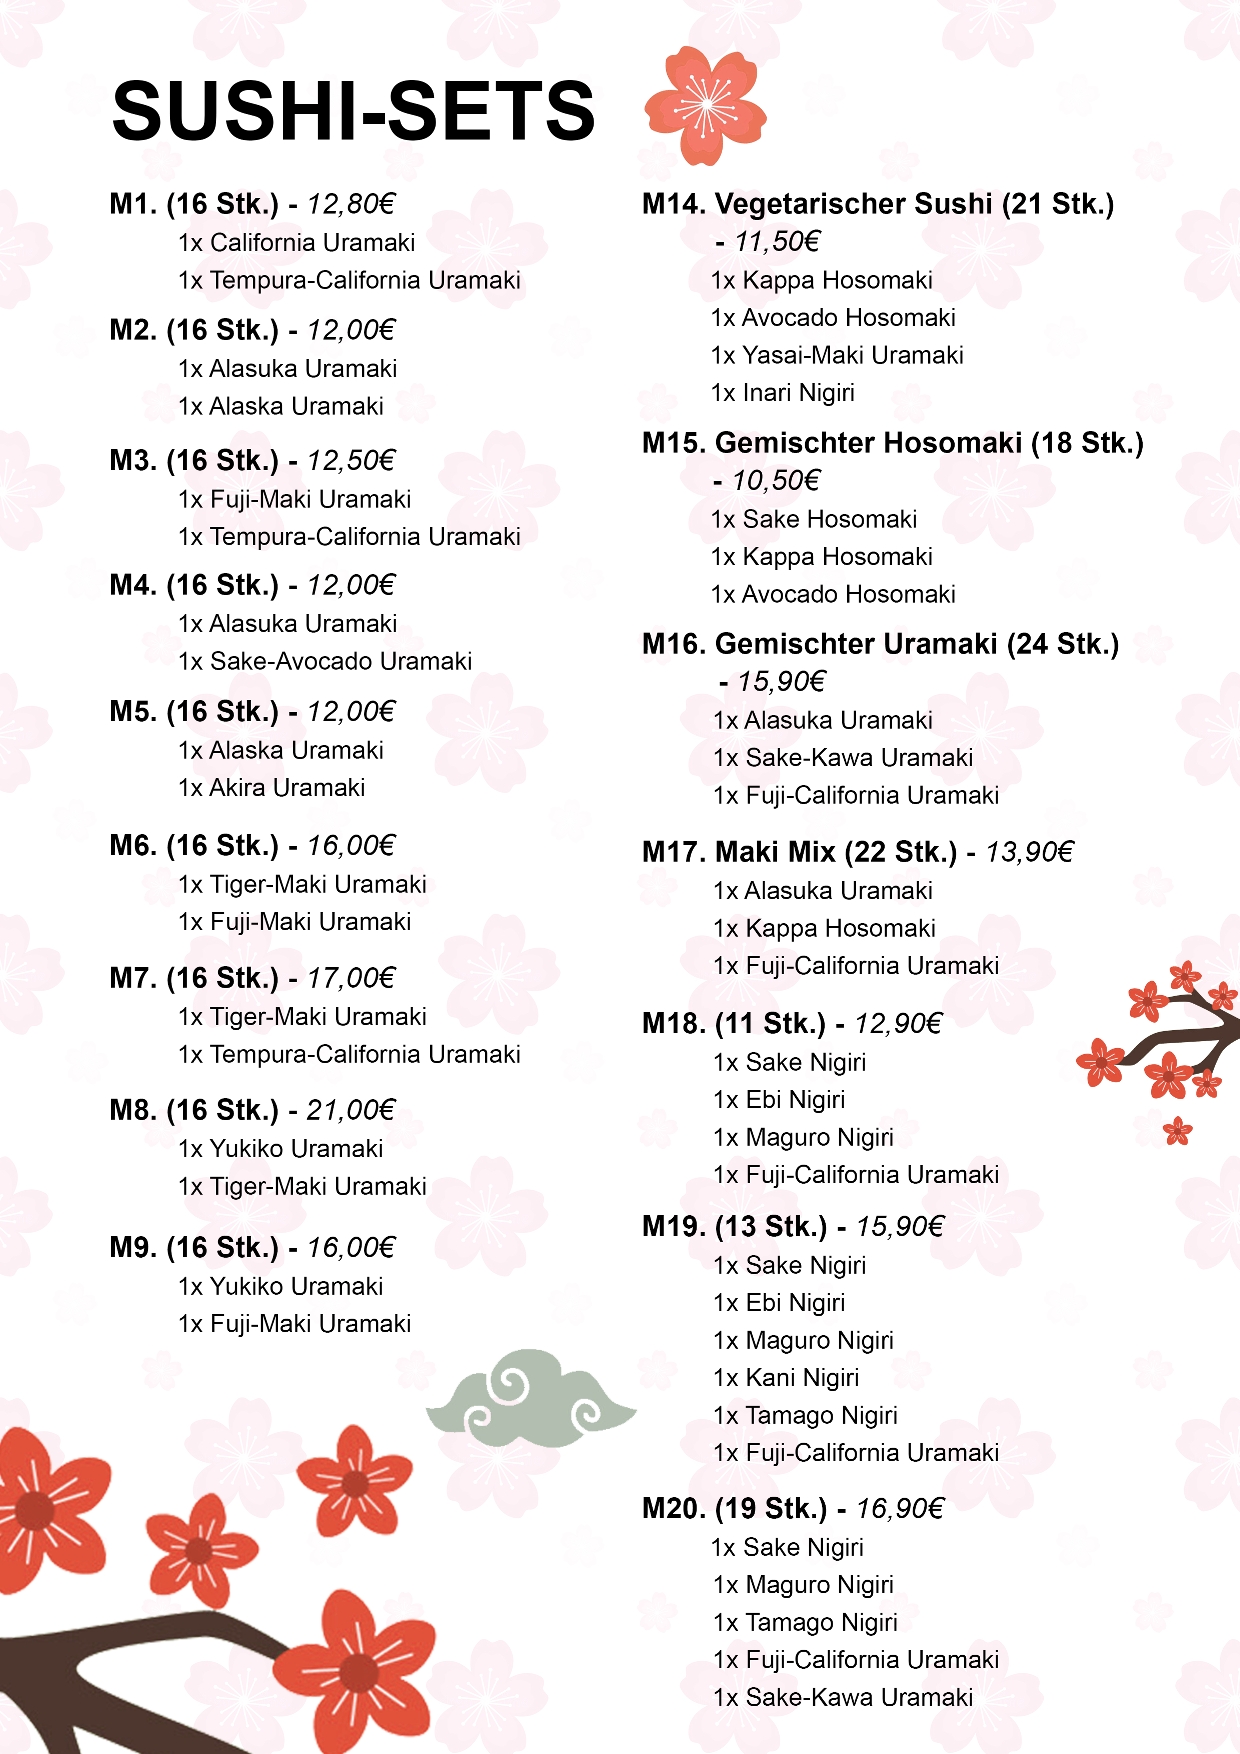 SUSHI-SETS
M1. (16 Stk.) - 12,80€
1x California Uramaki
1x Tempura-California Uramaki
M2. (16 Stk.) - 12,00€
1x Alasuka Uramaki
1x Alaska Uramaki
M3. (16 Stk.) - 12,50€
1x Fuji-Maki Uramaki
1x Tempura-California Uramaki
M4. (16 Stk.) - 12,00€
1x Alasuka Uramaki
1x Sake-Avocado Uramaki
M5. (16 Stk.) - 12,00€
1x Alaska Uramaki
1x Akira Uramaki
M6. (16 Stk.) - 16,00€
1x Tiger-Maki Uramaki
1x Fuji-Maki Uramaki
M7. (16 Stk.) - 17,00€
1x Tiger-Maki Uramaki
1x Tempura-California Uramaki
M8. (16 Stk.) - 21,00€
1x Yukiko Uramaki
1x Tiger-Maki Uramaki
M9. (16 Stk.) - 16,00€
1x Yukiko Uramaki
1x Fuji-Maki Uramaki
M14. Vegetarischer Sushi (21 Stk.)
- 11,50€
1x Kappa Hosomaki
1x Avocado Hosomaki
1x Yasai-Maki Uramaki
1x Inari Nigiri
M15. Gemischter Hosomaki (18 Stk.)
- 10,50€
1x Sake Hosomaki
1x Kappa Hosomaki
1x Avocado Hosomaki
M16. Gemischter Uramaki (24 Stk.)
- 15,90€
1x Alasuka Uramaki
1x Sake-Kawa Uramaki
1x Fuji-California Uramaki
M17. Maki Mix (22 Stk.) - 13,90€
1x Alasuka Uramaki
1x Kappa Hosomaki
1x Fuji-California Uramaki
M18. (11 Stk.) - 12,90€
1x Sake Nigiri
1x Ebi Nigiri
1x Maguro Nigiri
1x Fuji-California Uramaki
M19. (13 Stk.) - 15,90€
1x Sake Nigiri
1x Ebi Nigiri
1x Maguro Nigiri
1x Kani Nigiri
1x Tamago Nigiri
1x Fuji-California Uramaki
M20. (19 Stk.) - 16,90€
1x Sake Nigiri
1x Maguro Nigiri
1x Tamago Nigiri
1x Fuji-California Uramaki
1x Sake-Kawa Uramaki